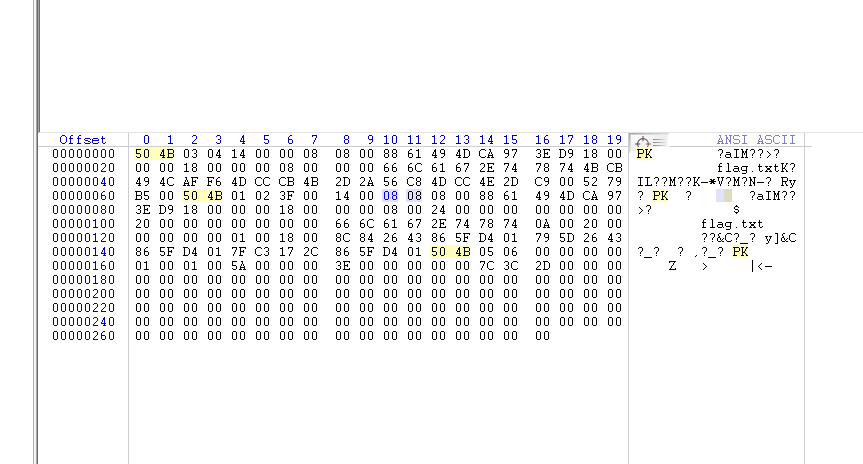 Offset 0 1 2 3 4 5 6 7 8 9 10 11 12 13 14 15 16 17 18 19 ANSI ASCII
00000000 50 4B 03 04 14 00 00 08 08 00 88 61 49 4D CA 97 3E D9 18 00 PK ?aIM??>?
00000020 00 00 18 00 00 00 08 00 00 00 66 6C 61 67 2E 74 78 74 4B CB flag.txtK?
00000040 49 4C AF F6 4D CC CB 4B 2D 2A 56 C8 4D CC 4E 2D C9 00 52 79 IL??M??K-*V?M?N-? Ry
00000060 B5 00 50 4B 01 02 3F 00 14 00 08 08 08 00 88 61 49 4D CA 97 ? PK ? ?aIM??
00000080 3E D9 18 00 00 00 18 00 00 00 08 00 24 00 00 00 00 00 00 00 >? $
00000100 20 00 00 00 00 00 00 00 66 6C 61 67 2E 74 78 74 0A 00 20 00 flag.txt
00000120 00 00 00 00 01 00 18 00 8C 84 26 43 86 5F D4 01 79 5D 26 43 ??&C?_? y]&C
00000140 86 5F D4 01 7F C3 17 2C 86 5F D4 01 50 4B 05 06 00 00 00 00 ?_? ? ,?_? PK
00000160 01 00 01 00 5A 00 00 00 3E 00 00 00 00 00 7C 3C 2D 00 00 00 Z > |<-
00000180 00 00 00 00 00 00 00 00 00 00 00 00 00 00 00 00 00 00 00 00
00000200 00 00 00 00 00 00 00 00 00 00 00 00 00 00 00 00 00 00 00 00
00000220 00 00 00 00 00 00 00 00 00 00 00 00 00 00 00 00 00 00 00 00
00000240 00 00 00 00 00 00 00 00 00 00 00 00 00 00 00 00 00 00 00 00
00000260 00 00 00 00 00 00 00 00 00 00 00 00 00 00 00 00 00